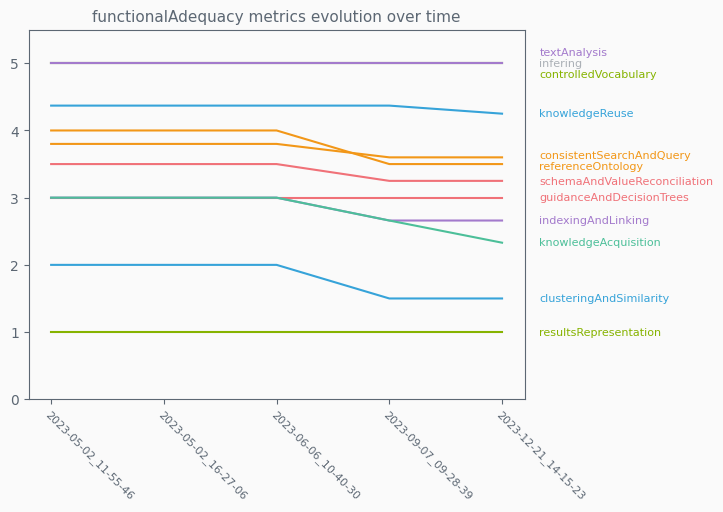 functionalAdequacy metrics evolution over time
5
4
3
2
1
0
textAnalysis
infering
controlledVocabulary
knowledgeReuse
consistentSearchAndQuery
referenceOntology
schemaAndValueReconciliation
guidanceAndDecisionTrees
indexingAndLinking
knowledgeAcquisition
clusteringAndSimilarity
resultsRepresentation
2023-05-02_11-55-46
2023-05-02_16-27-06
2023-06-06_10-40-30
2023-09-07_09-28-39
2023-12-21_14-15-23